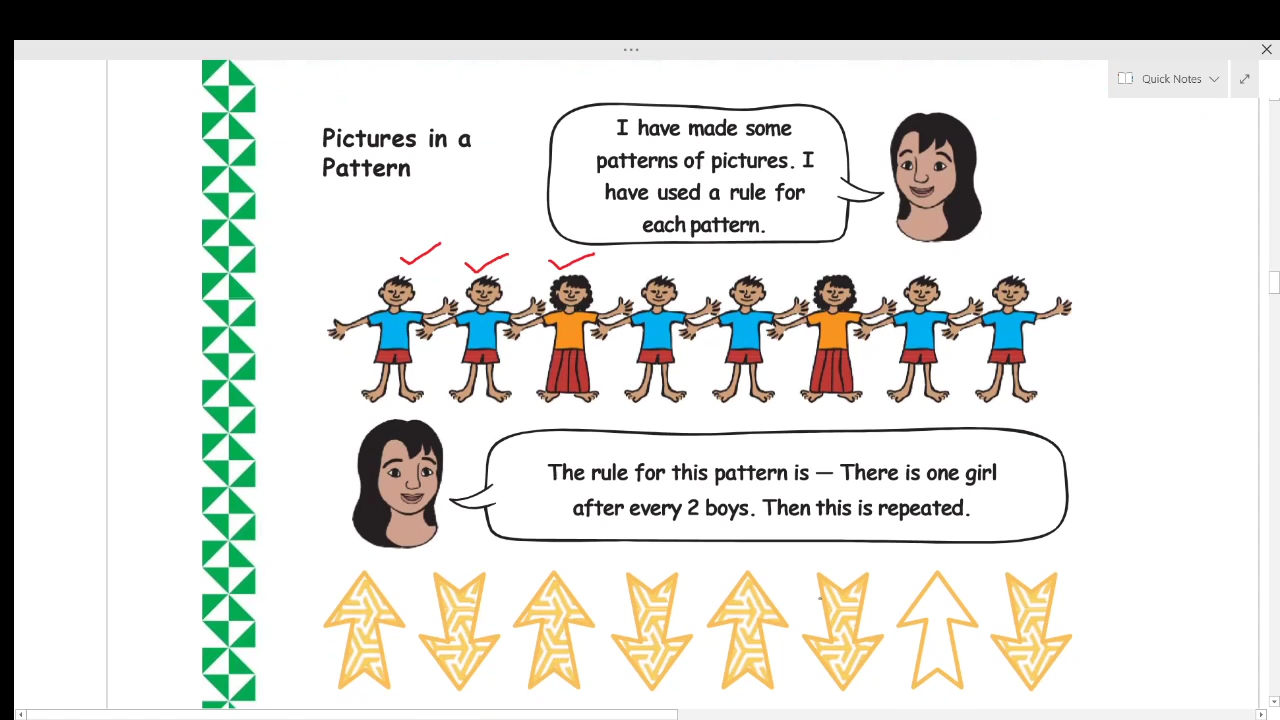 Quick Notes
Pictures in a
Pattern
I have made some
patterns of pictures. I
have used a rule for
each pattern.
The rule for this pattern is — There is one girl
after every 2 boys. Then this is repeated.